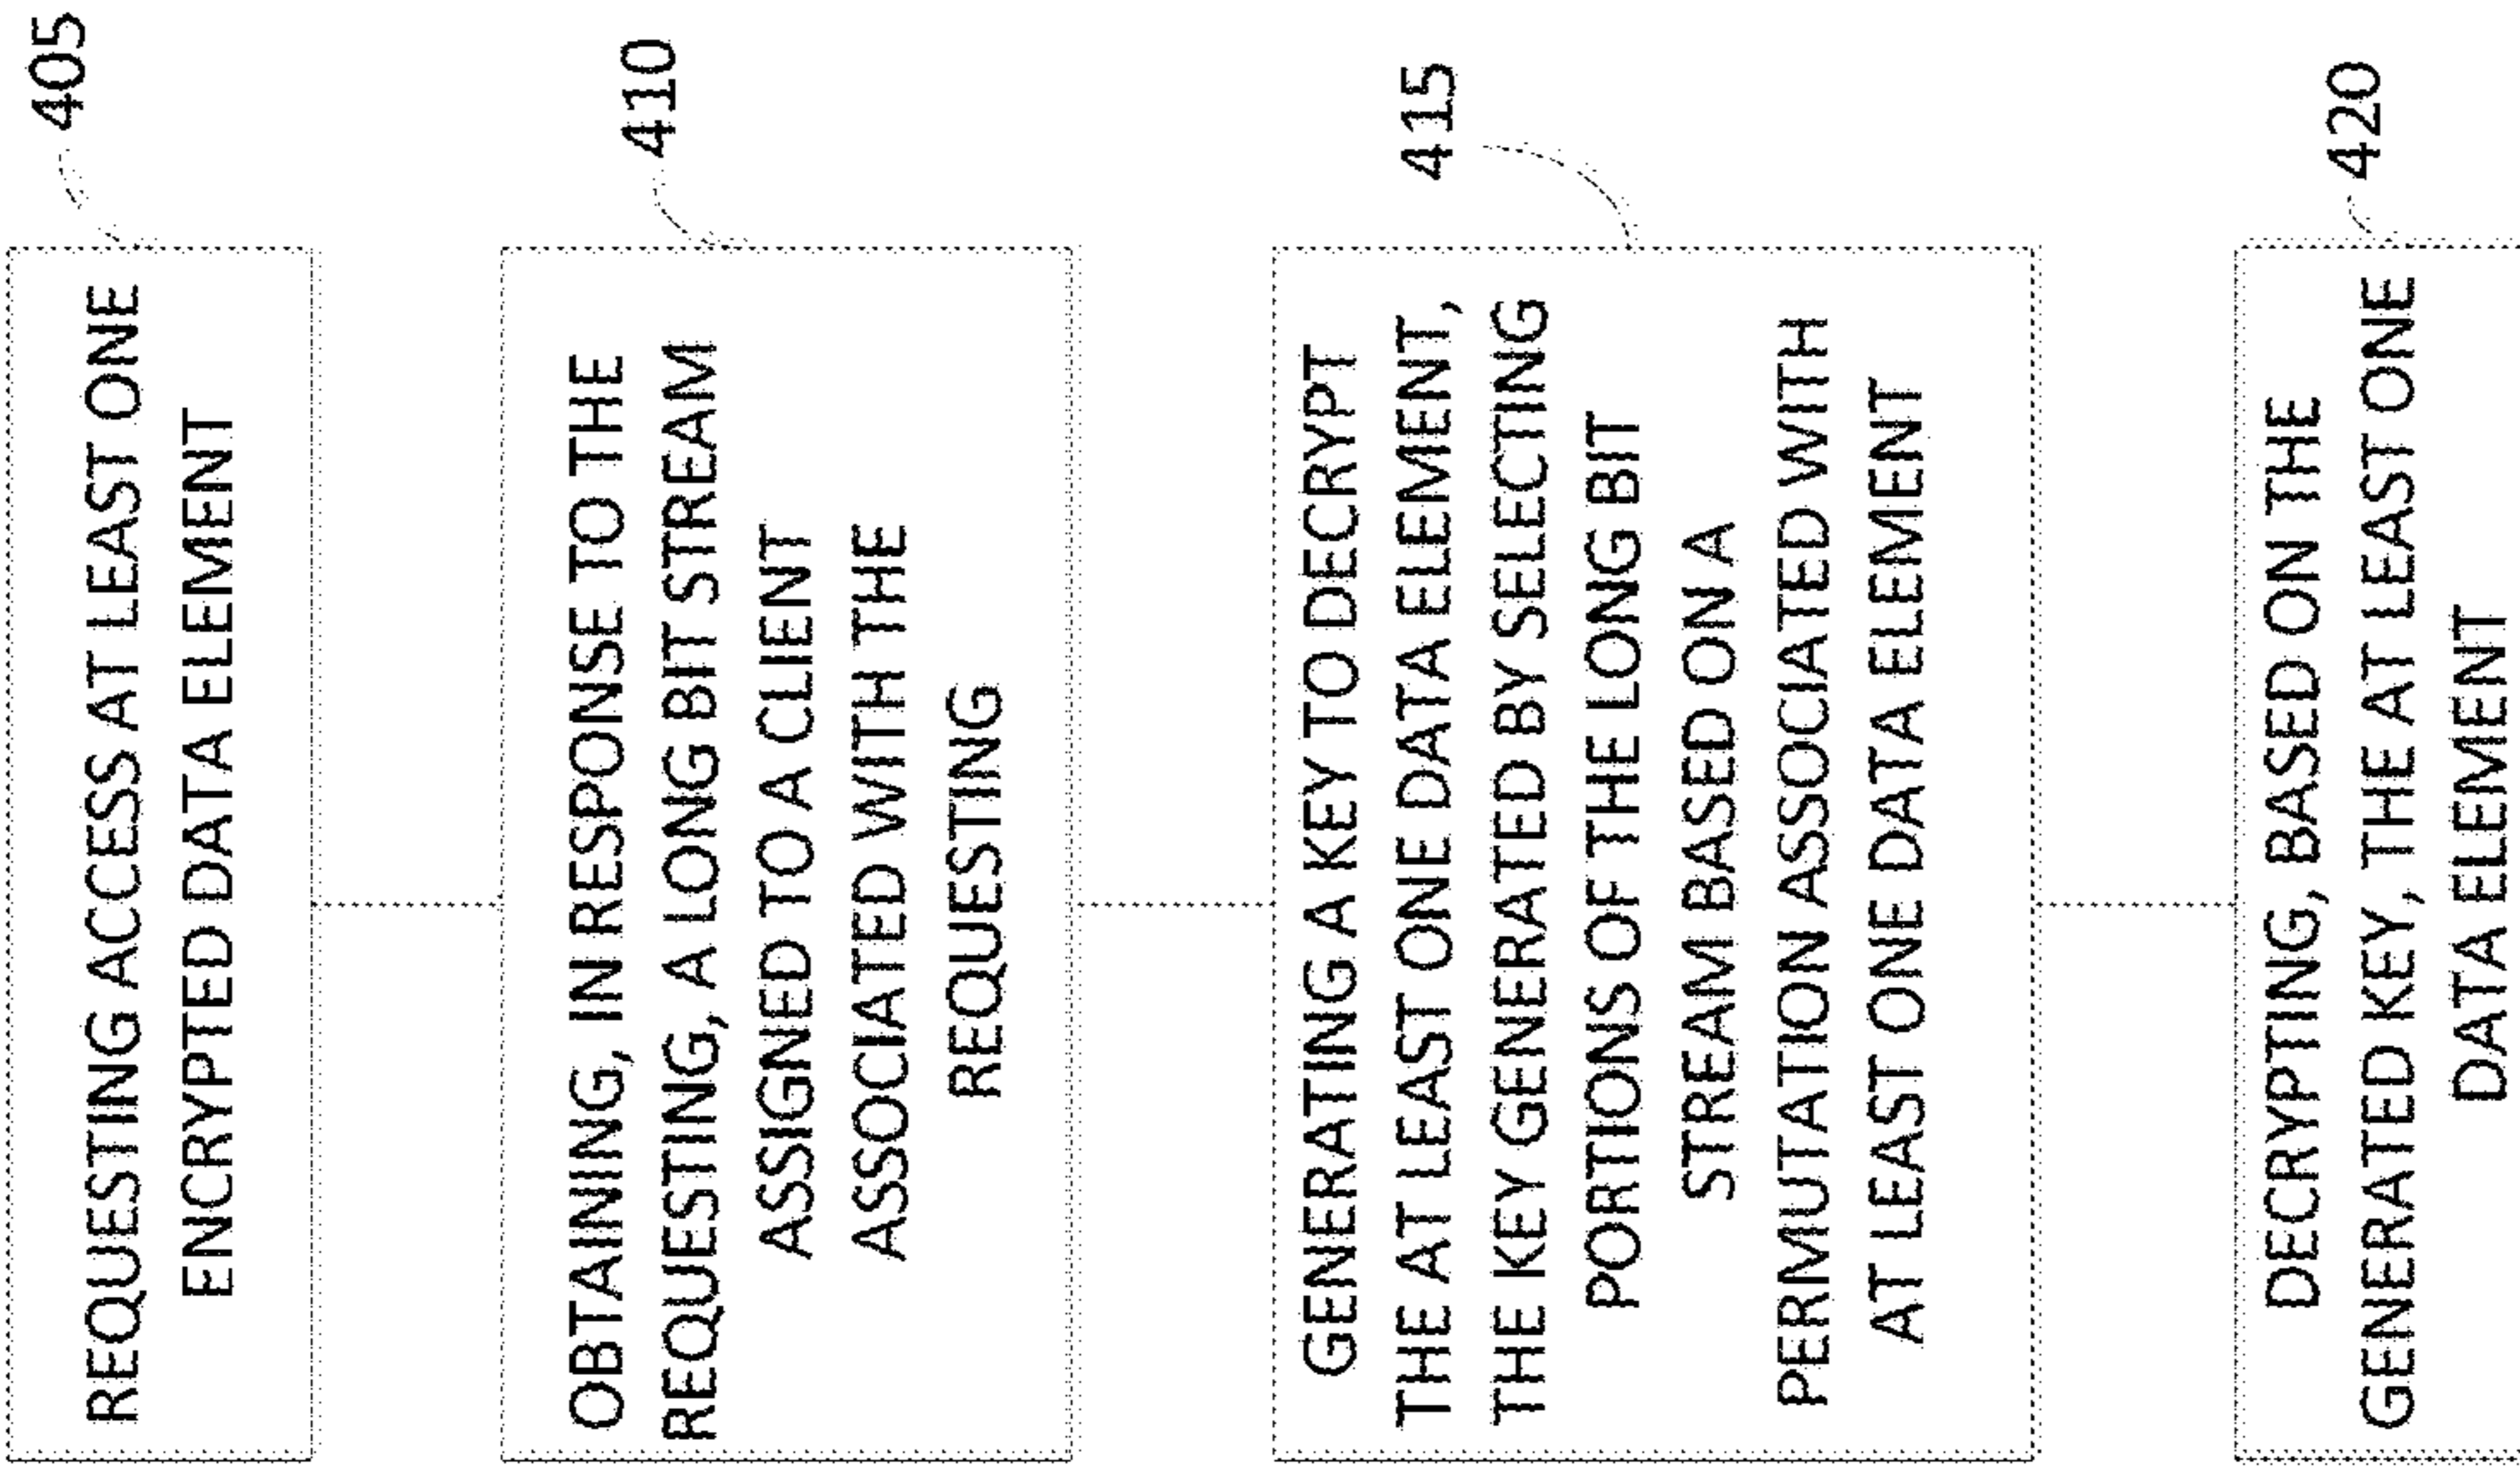 405
REQUESTING ACCESS AT LEAST ONE
ENCRYPTED DATA ELEMENT
410
OBTAINING, IN RESPONSE TO THE
REQUESTING, A LONG BIT STREAM
ASSIGNED TO A CLIENT
ASSOCIATED WITH THE
REQUESTING
415
GENERATING A KEY TO DECRYPT
THE AT LEAST ONE DATA ELEMENT,
THE KEY GENERATED BY SELECTING
PORTIONS OF THE LONG BIT
STREAM BASED ON A
PERMUTATION ASSOCIATED WITH
AT LEAST ONE DATA ELEMENT
420
DECRYPTING, BASED ON THE
GENERATED KEY, THE AT LEAST ONE
DATA ELEMENT